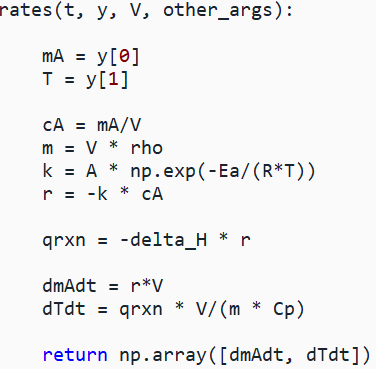 rates(t, y, V, other_args):
mA = y[0]
T = y[1]
cA = mA/V
m = V * rho
k = A * np.exp(-Ea/(R*T))
r = -k * cA
qrxn = -delta_H * r
dmAdt = r*V
dTdt = qrxn * V/(m * Cp)
return np.array([dmAdt, dTdt])